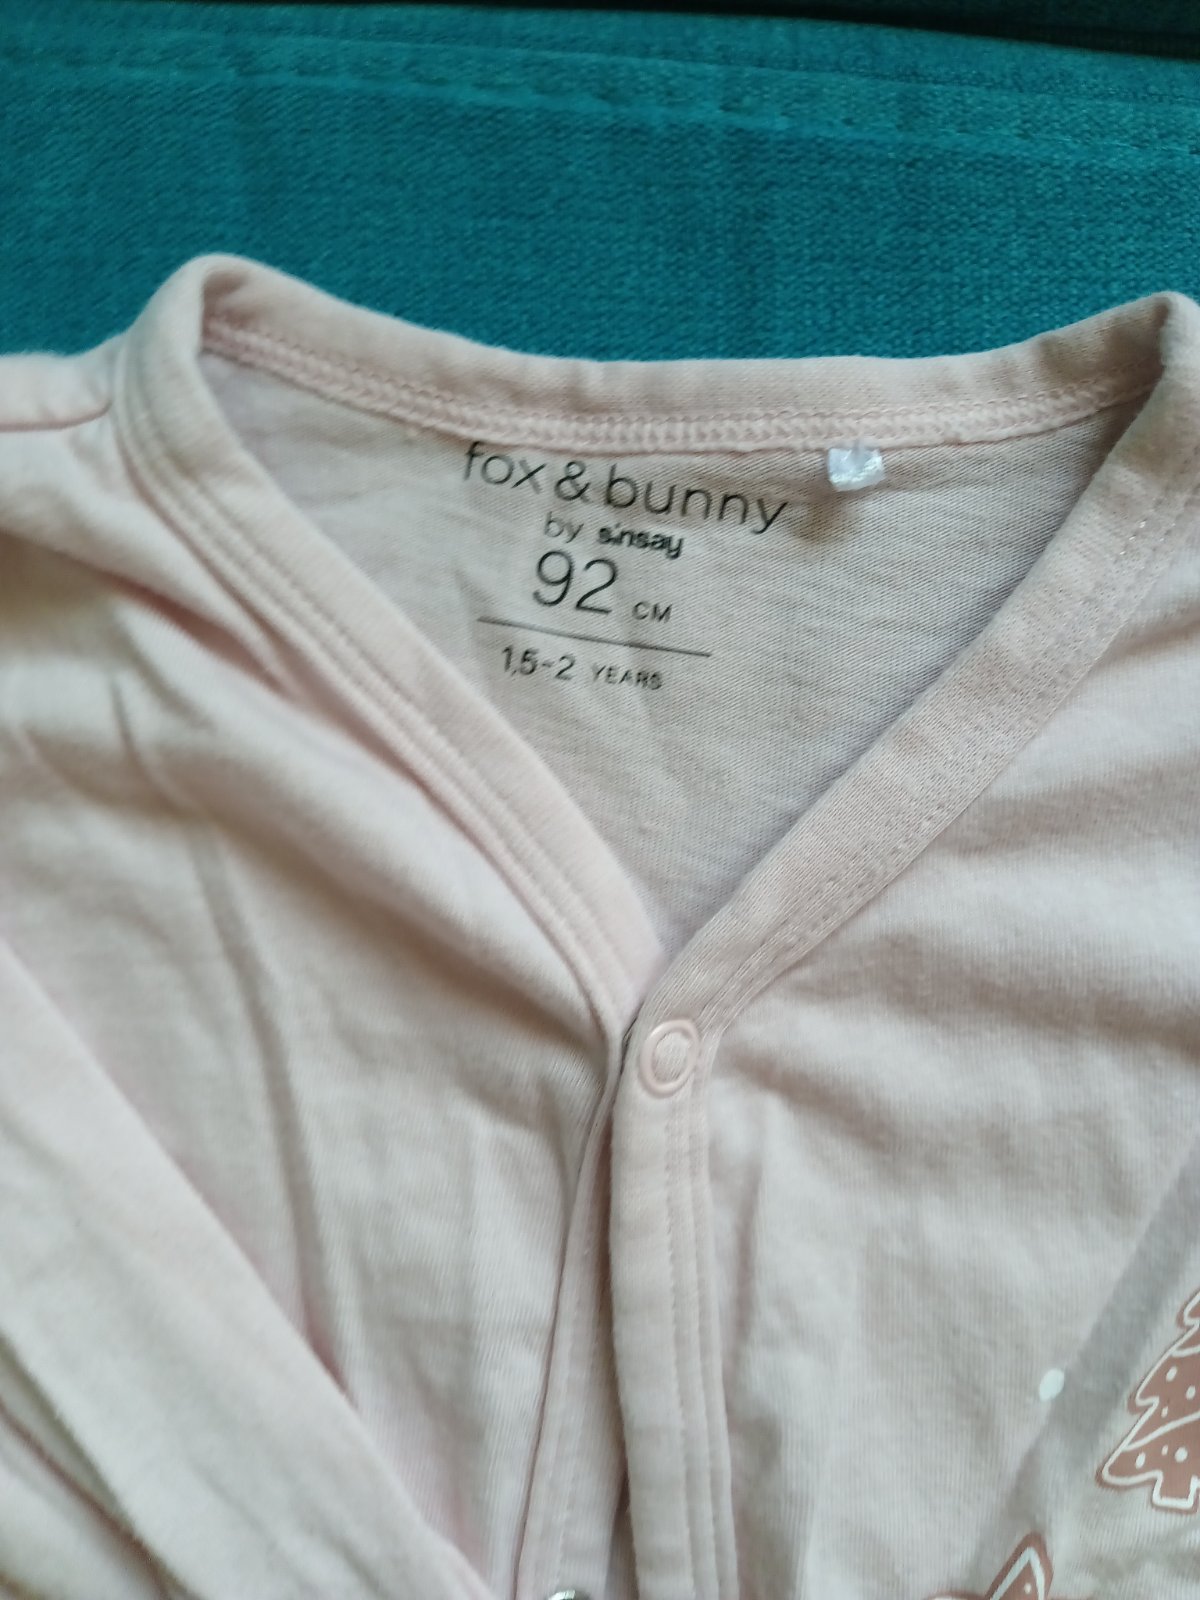 fox & bunny
by sinsay
92 CM
1,5-2 YEARS